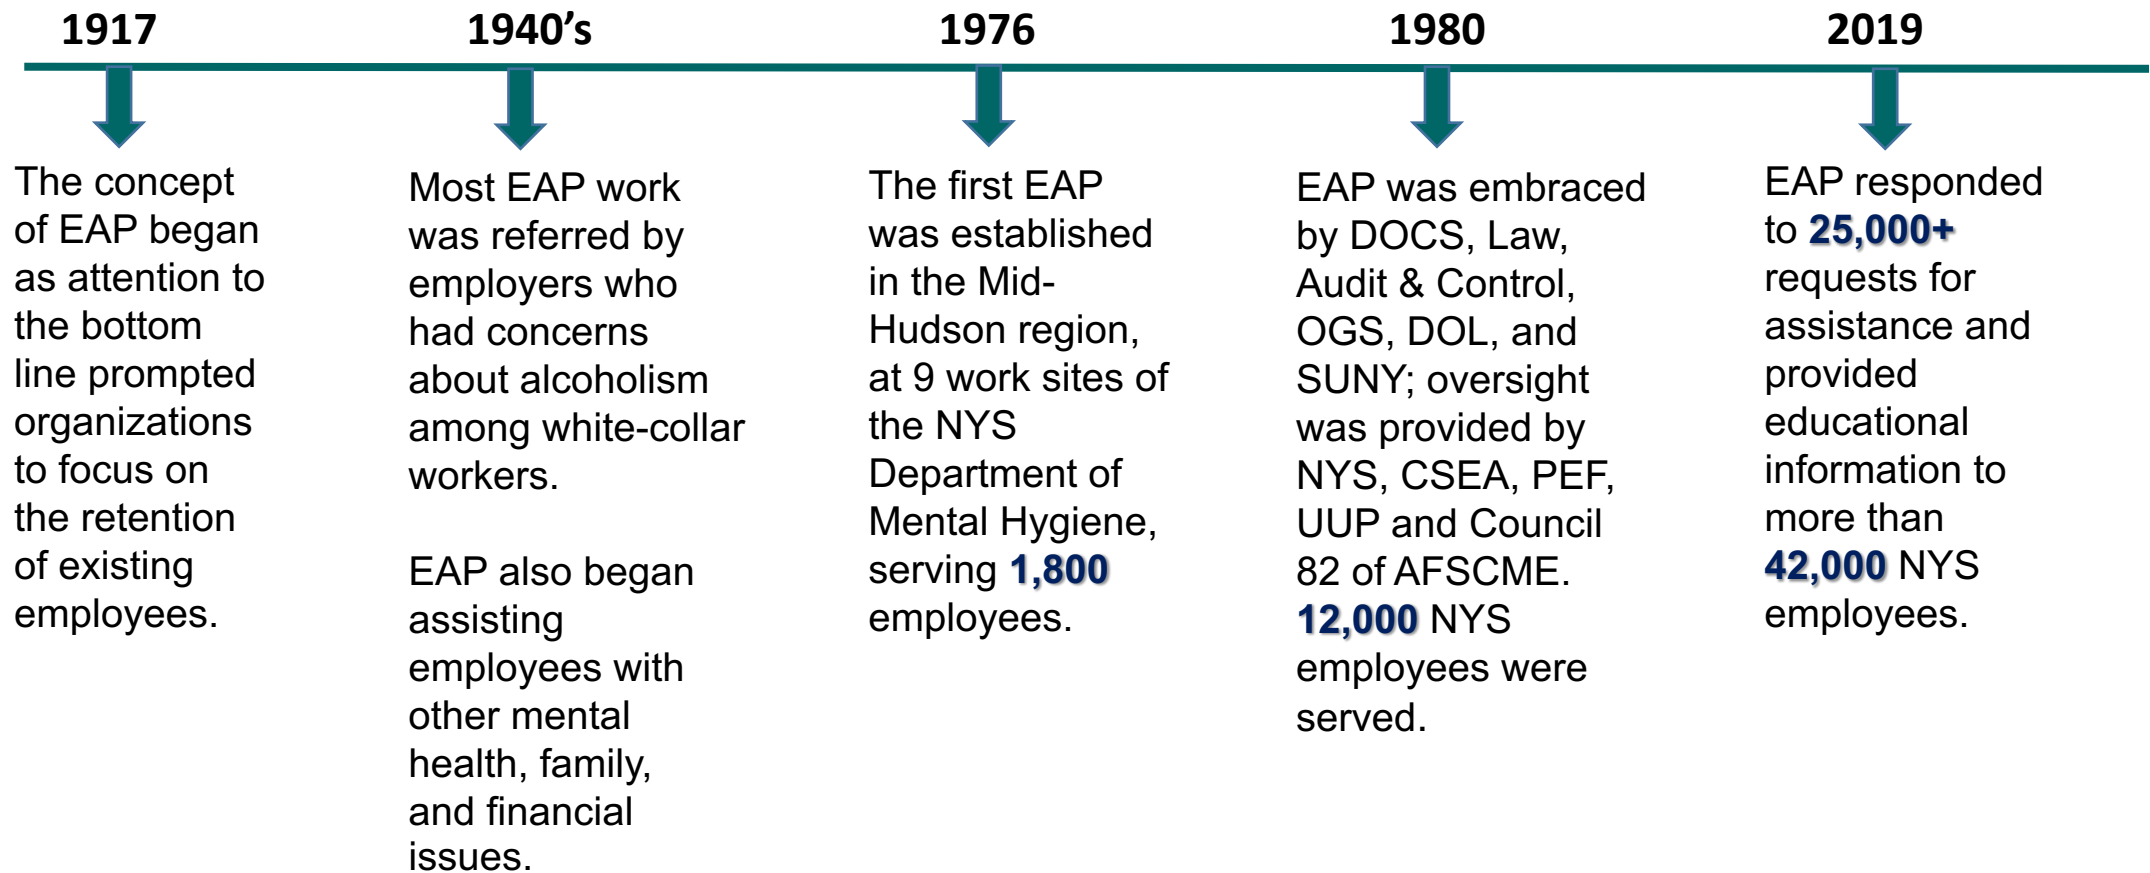 1917
The concept
of EAP began
as attention to
the bottom
line prompted
organizations
to focus on
the retention
of existing
employees.
1940’s
Most EAP work
was referred by
employers who
had concerns
about alcoholism
among white-collar
workers.
EAP also began
assisting
employees with
other mental
health, family,
and financial
issues.
1976
The first EAP
was established
in the Mid-
Hudson region,
at 9 work sites of
the NYS
Department of
Mental Hygiene,
serving 1,800
employees.
1980
EAP was embraced
by DOCS, Law,
Audit & Control,
OGS, DOL, and
SUNY; oversight
was provided by
NYS, CSEA, PEF,
UUP and Council
82 of AFSCME.
12,000 NYS
employees were
served.
2019
EAP responded
to 25,000+
requests for
assistance and
provided
educational
information to
more than
42,000 NYS
employees.